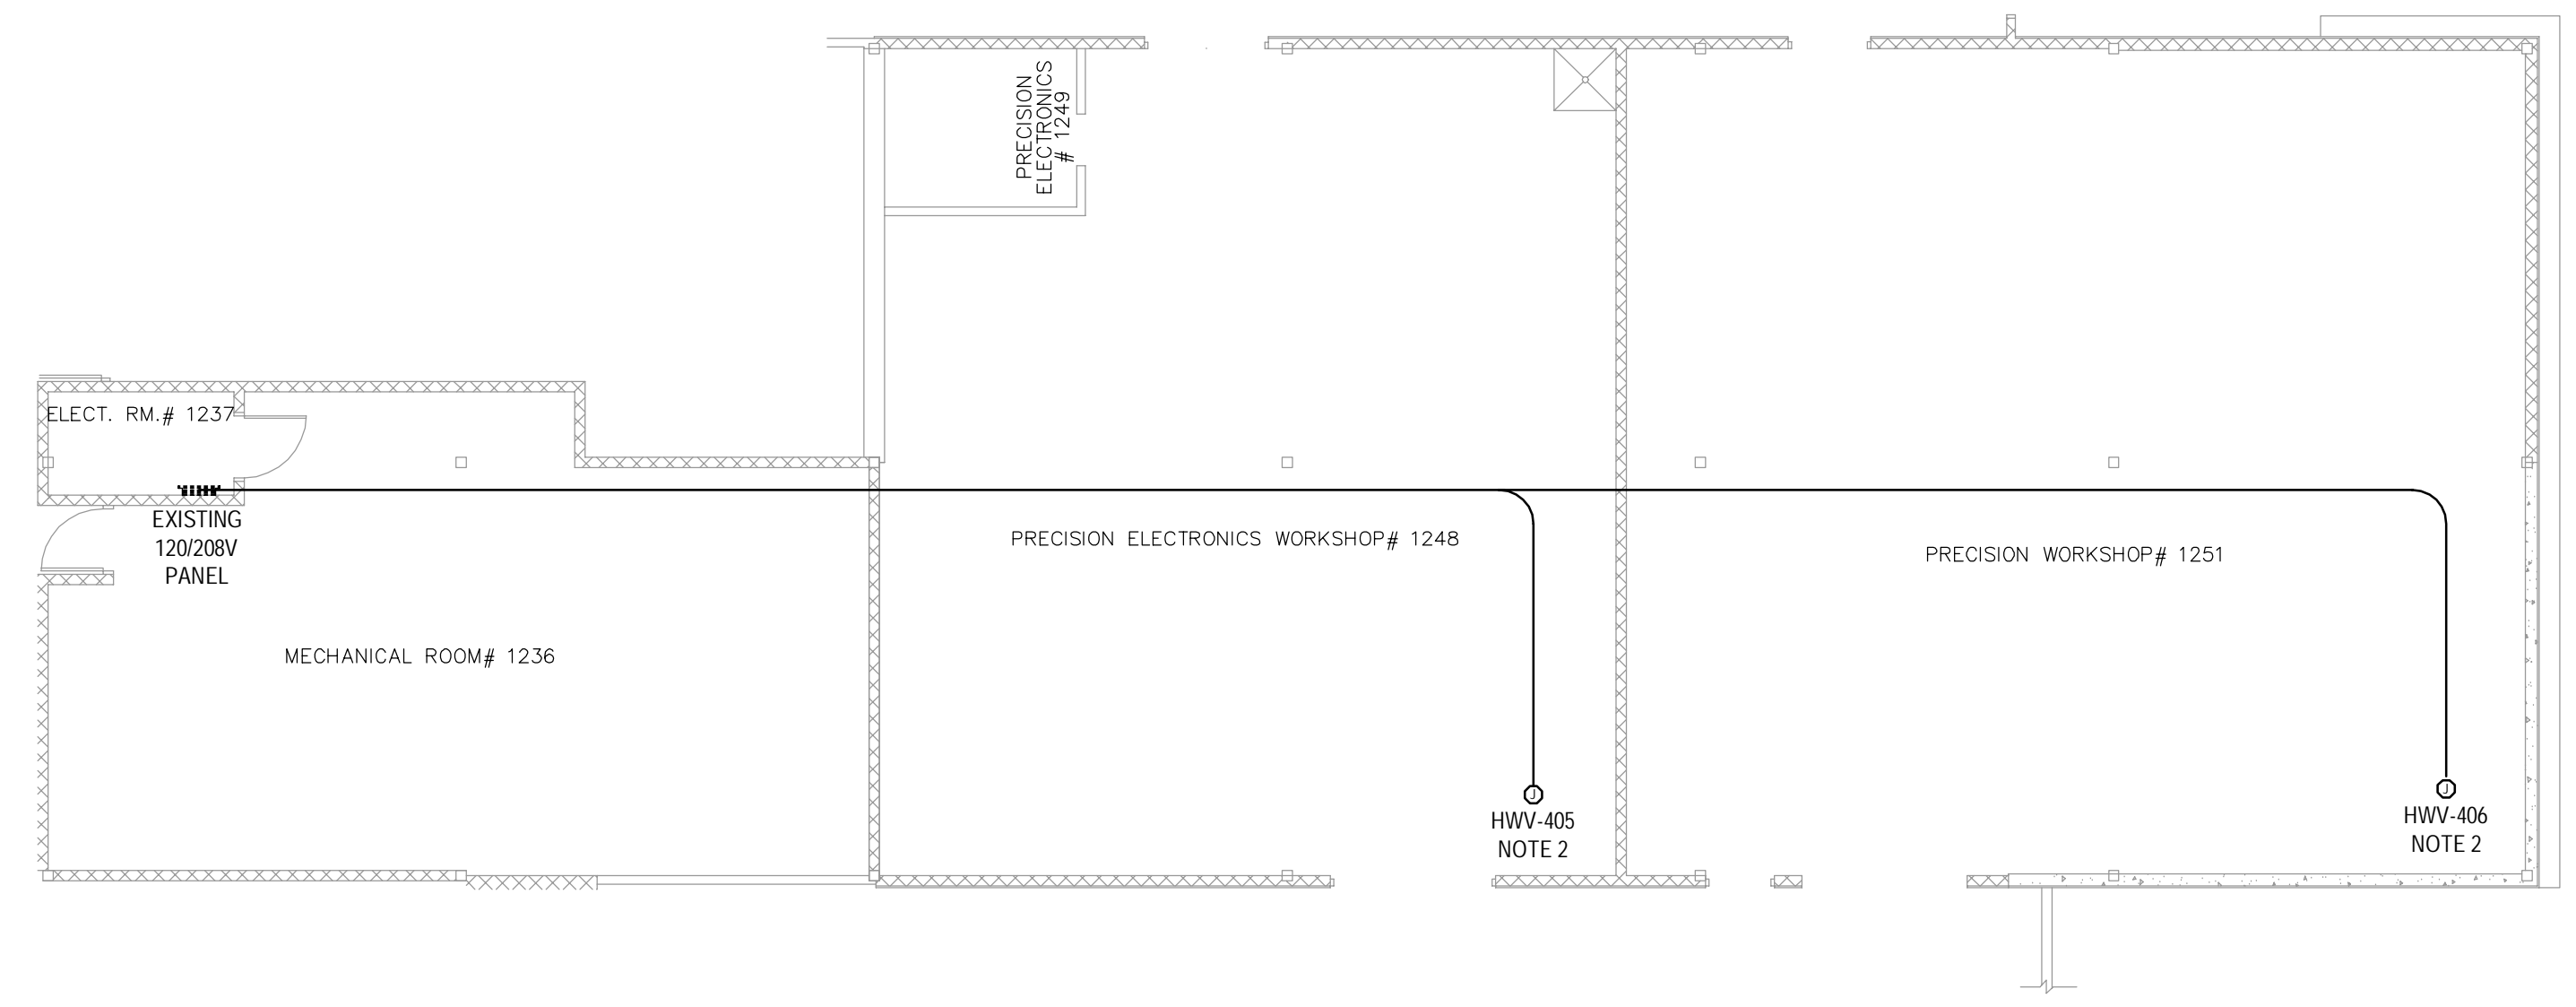 PRECISION
ELECTRONICS
# 1249
ELECT. RM.# 1237
EXISTING
120/208V
PANEL
PRECISION ELECTRONICS WORKSHOP# 1248
PRECISION WORKSHOP# 1251
MECHANICAL ROOM# 1236
J
HWV-405
NOTE 2
J
HWV-406
NOTE 2